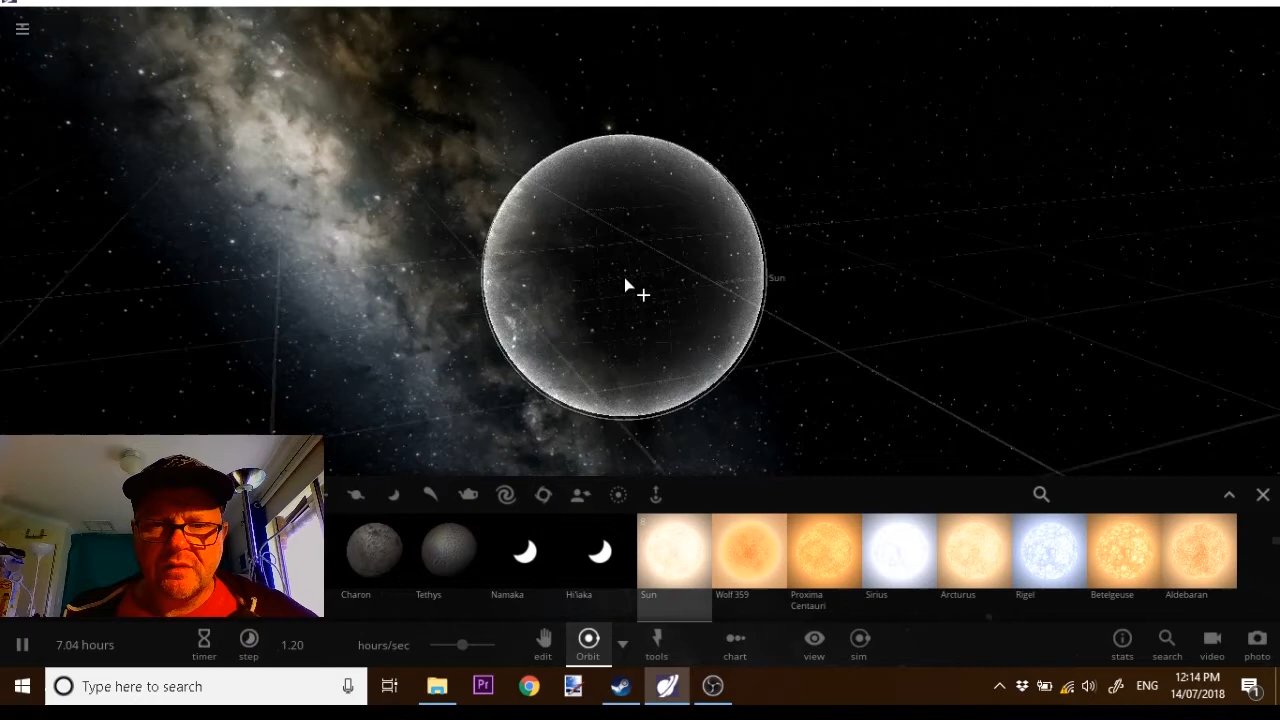 Sun
Charon
Tethys
Namaka
Hi'iaka
Sun
Wolf 359
Proxima
Centauri
Sirius
Arcturus
Rigel
Betelgeuse
Aldebaran
7.04 hours
timer
step
1.20
hours/sec
edit
Orbit
tools
chart
view
sim
stats
search
video
photo
Type here to search
Pr
ENG
12:14 PM
14/07/2018
1